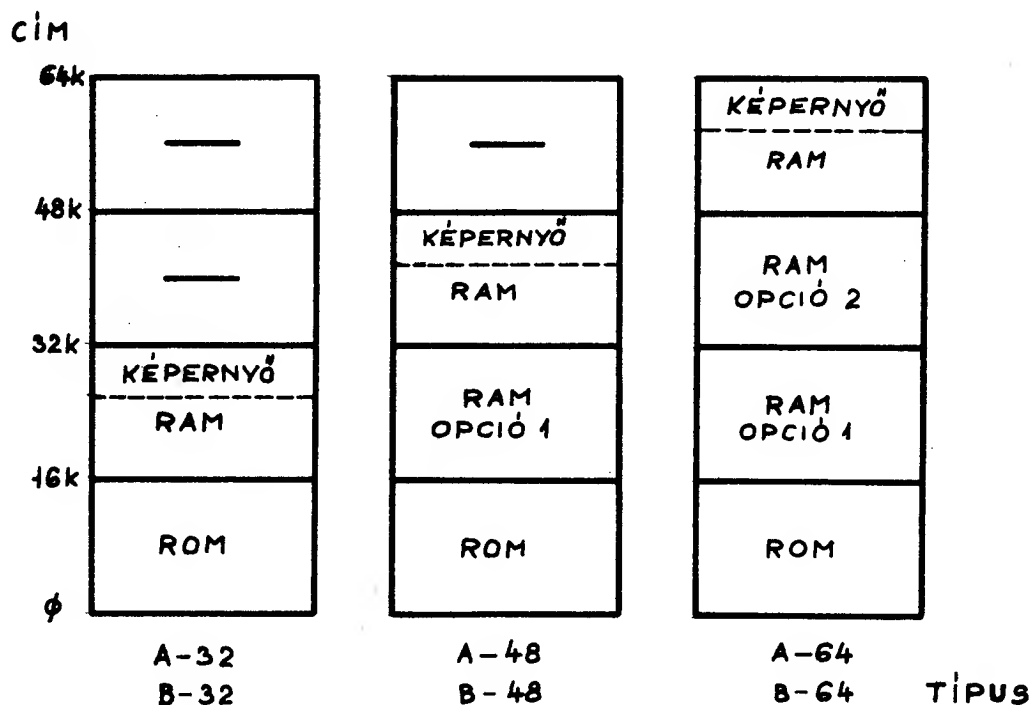 CÍM
64k
48k
32k
16k
φ
—
—
KÉPERNYŐ
RAM
ROM
A-32
B-32
—
KÉPERNYŐ
RAM
RAM
OPCIÓ 1
ROM
A-48
B-48
KÉPERNYŐ
RAM
RAM
OPCIÓ 2
RAM
OPCIÓ 1
ROM
A-64
B-64
TÍPUS